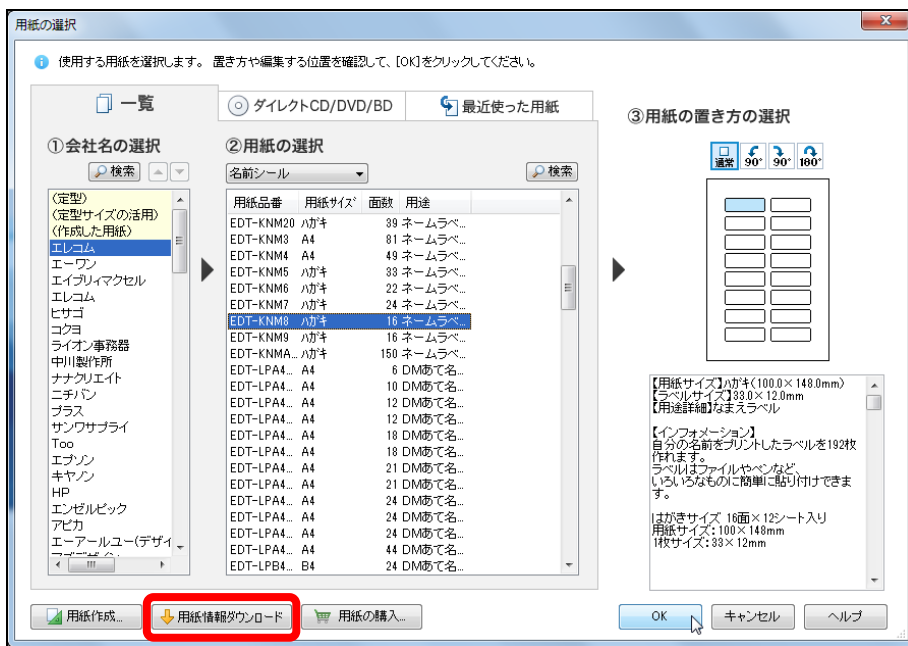 用紙の選択
使用する用紙を選択します。 置き方や編集する位置を確認して、[OK]をクリックしてください。
一覧
ダイレクトCD/DVD/BD
最近使った用紙
①会社名の選択
検索
(定型)
(定型サイズの活用)
(作成した用紙)
エレコム
エーワン
エイブリィマクセル
エレコム
ヒサゴ
コクヨ
ライオン事務器
中川製作所
ナナクリエイト
ニチバン
プラス
サンワサプライ
Too
エプソン
キヤノン
HP
エンゼルビック
アピカ
エーアールユー(デザイ
②用紙の選択
名前シール
検索
用紙品番 用紙サイズ 面数 用途
EDT-KNM20 ハガキ 39 ネームラベ...
EDT-KNM3 A4 81 ネームラベ...
EDT-KNM4 A4 49 ネームラベ...
EDT-KNM5 ハガキ 33 ネームラベ...
EDT-KNM6 ハガキ 22 ネームラベ...
EDT-KNM7 ハガキ 24 ネームラベ...
EDT-KNM8 ハガキ 16 ネームラベ...
EDT-KNM9 ハガキ 16 ネームラベ...
EDT-KNMA... ハガキ 150 ネームラベ...
EDT-LPA4... A4 6 DMあて名...
EDT-LPA4... A4 10 DMあて名...
EDT-LPA4... A4 12 DMあて名...
EDT-LPA4... A4 12 DMあて名...
EDT-LPA4... A4 18 DMあて名...
EDT-LPA4... A4 18 DMあて名...
EDT-LPA4... A4 21 DMあて名...
EDT-LPA4... A4 21 DMあて名...
EDT-LPA4... A4 24 DMあて名...
EDT-LPA4... A4 24 DMあて名...
EDT-LPA4... A4 44 DMあて名...
EDT-LPB4... B4 24 DMあて名...
③用紙の置き方の選択
通常 90° 90° 180°
【用紙サイズ】ハガキ(100.0×148.0mm)
【ラベルサイズ】33.0×12.0mm
【用途詳細】なまえラベル
【インフォメーション】
自分の名前をプリントしたラベルを192枚
作れます。
ラベルはファイルやペンなど、
いろいろなものに簡単に貼り付けできま
す。
はがきサイズ 16面×12シート入り
用紙サイズ:100×148mm
1枚サイズ:33×12mm
用紙作成...
用紙情報ダウンロード
用紙の購入...
OK
キャンセル
ヘルプ